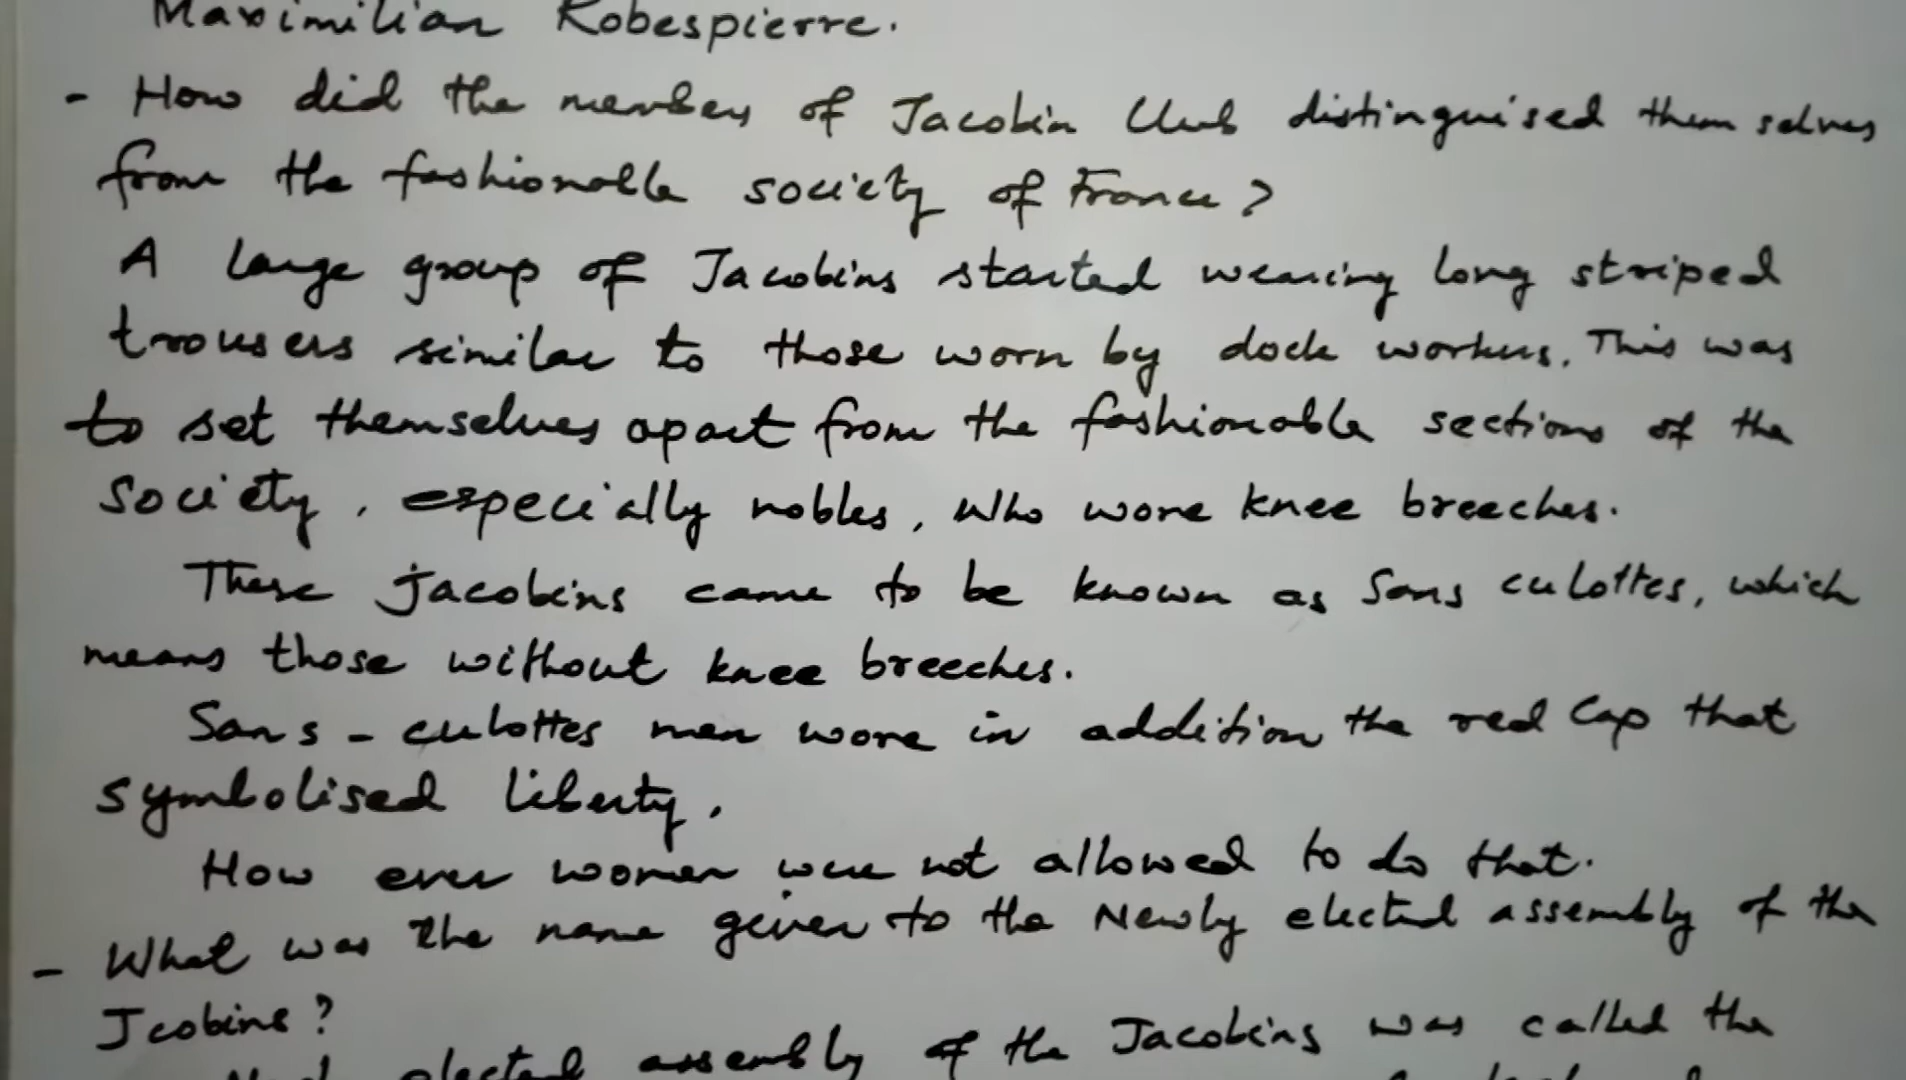 Maximilian Robespierre.
- How did the members of Jacobin Club distinguised them selves
from the fashionable society of France?
A large group of Jacobins started wearing long striped
trousers similar to those worn by dock workers. This was
to set themselves apart from the fashionable sections of the
society, especially nobles, who wore knee breeches.
These jacobins came to be known as Sans culottes, which
means those without knee breeches.
Sans - culottes men wore in addition the red Cap that
symbolised liberty.
How ever women were not allowed to do that.
- What was the name given to the Newly elected assembly of the
Jcobins?
elected assembly of the Jacobins was called the